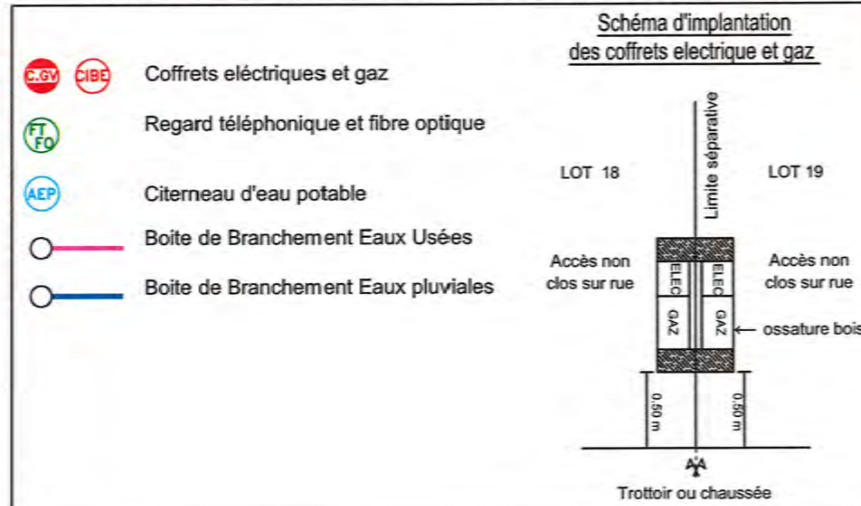 C.GV CIBE Coffrets eléctriques et gaz
FT FO Regard téléphonique et fibre optique
AEP Citerneau d'eau potable
Boite de Branchement Eaux Usées
Boite de Branchement Eaux pluviales
Schéma d'implantation
des coffrets electrique et gaz
Limite séparative
LOT 18
LOT 19
Accès non
clos sur rue
ELEC
ELEC
Accès non
clos sur rue
GAZ
GAZ
ossature bois
0.50 m
0.50 m
Trottoir ou chaussée